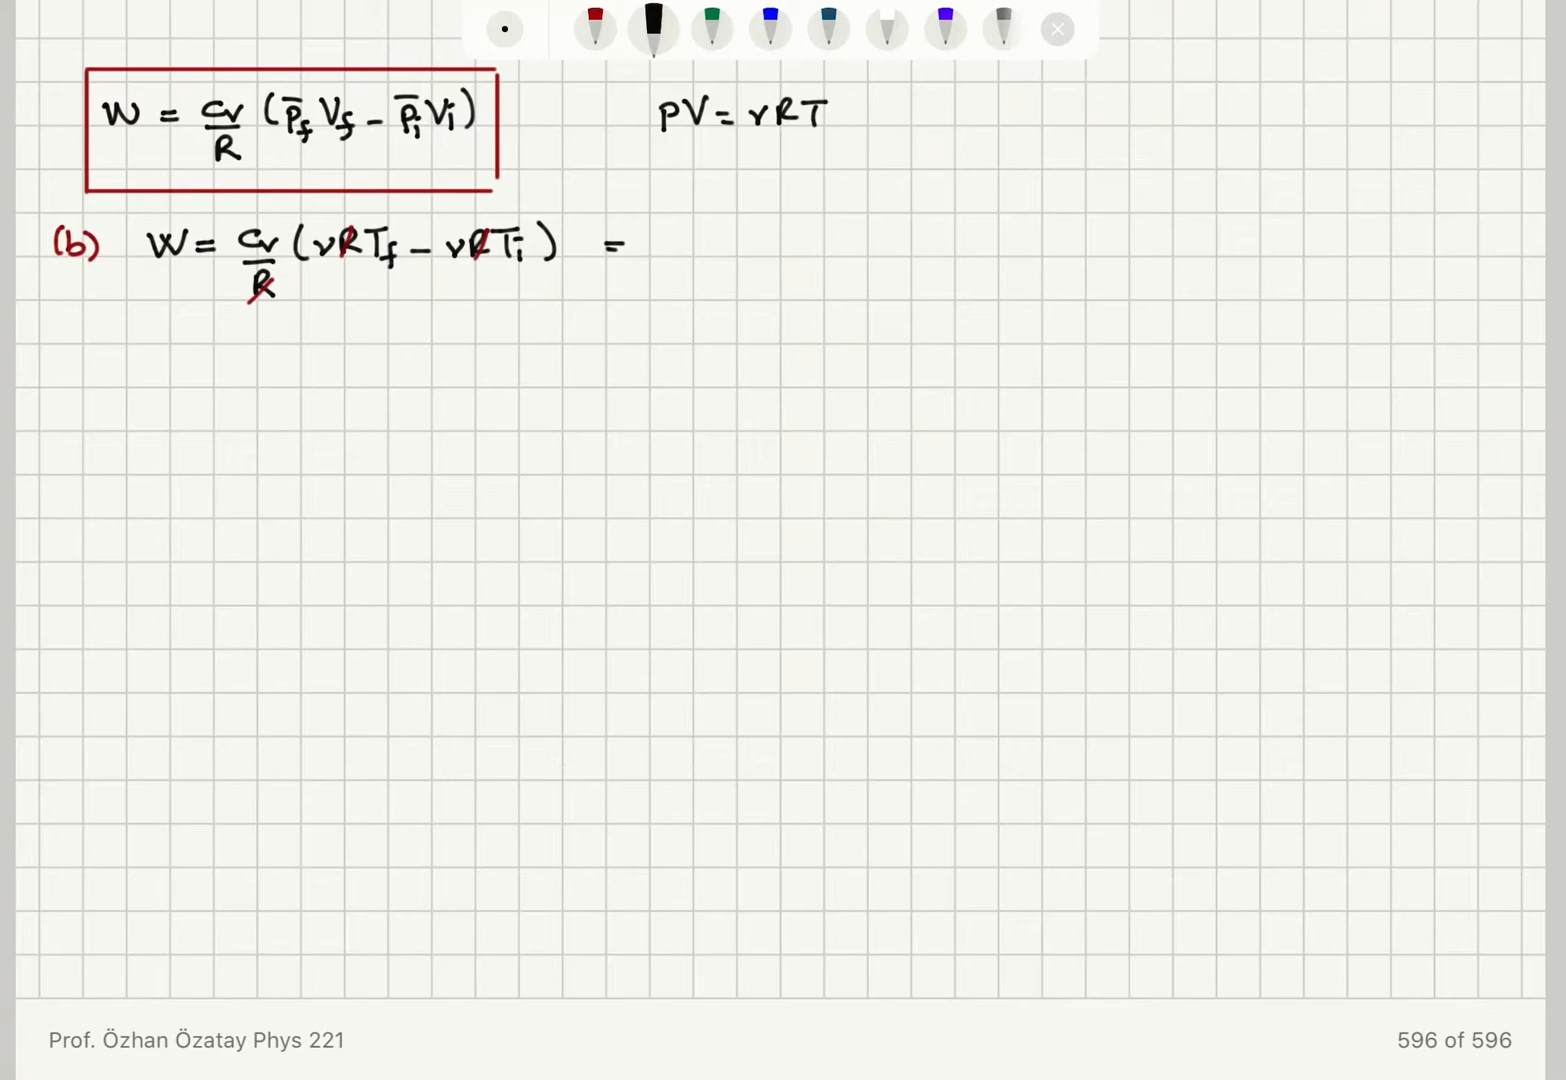 W = cv/R (p̄f Vf – p̄i Vi)
pV = νRT
(b) W = cv/R (νRTf – νRTi) =
Prof. Özhan Özatay Phys 221
596 of 596